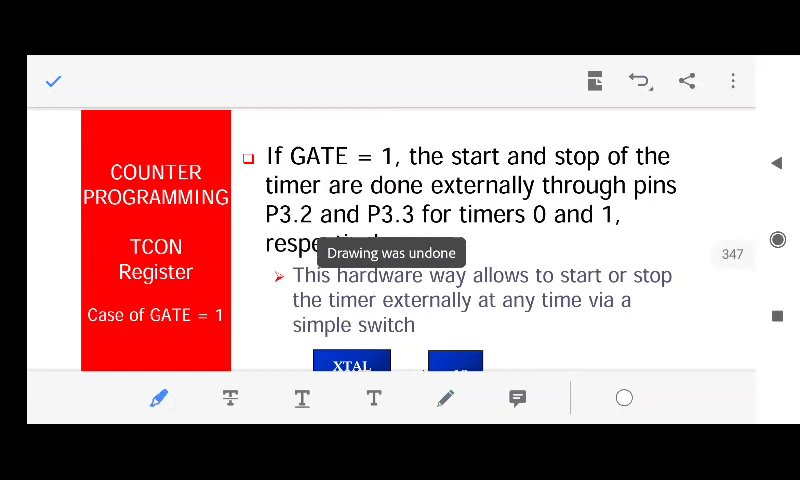 COUNTER
PROGRAMMING
TCON
Register
Case of GATE = 1
If GATE = 1, the start and stop of the
timer are done externally through pins
P3.2 and P3.3 for timers 0 and 1,
Drawing was undone
347
This hardware way allows to start or stop
the timer externally at any time via a
simple switch
XTAL